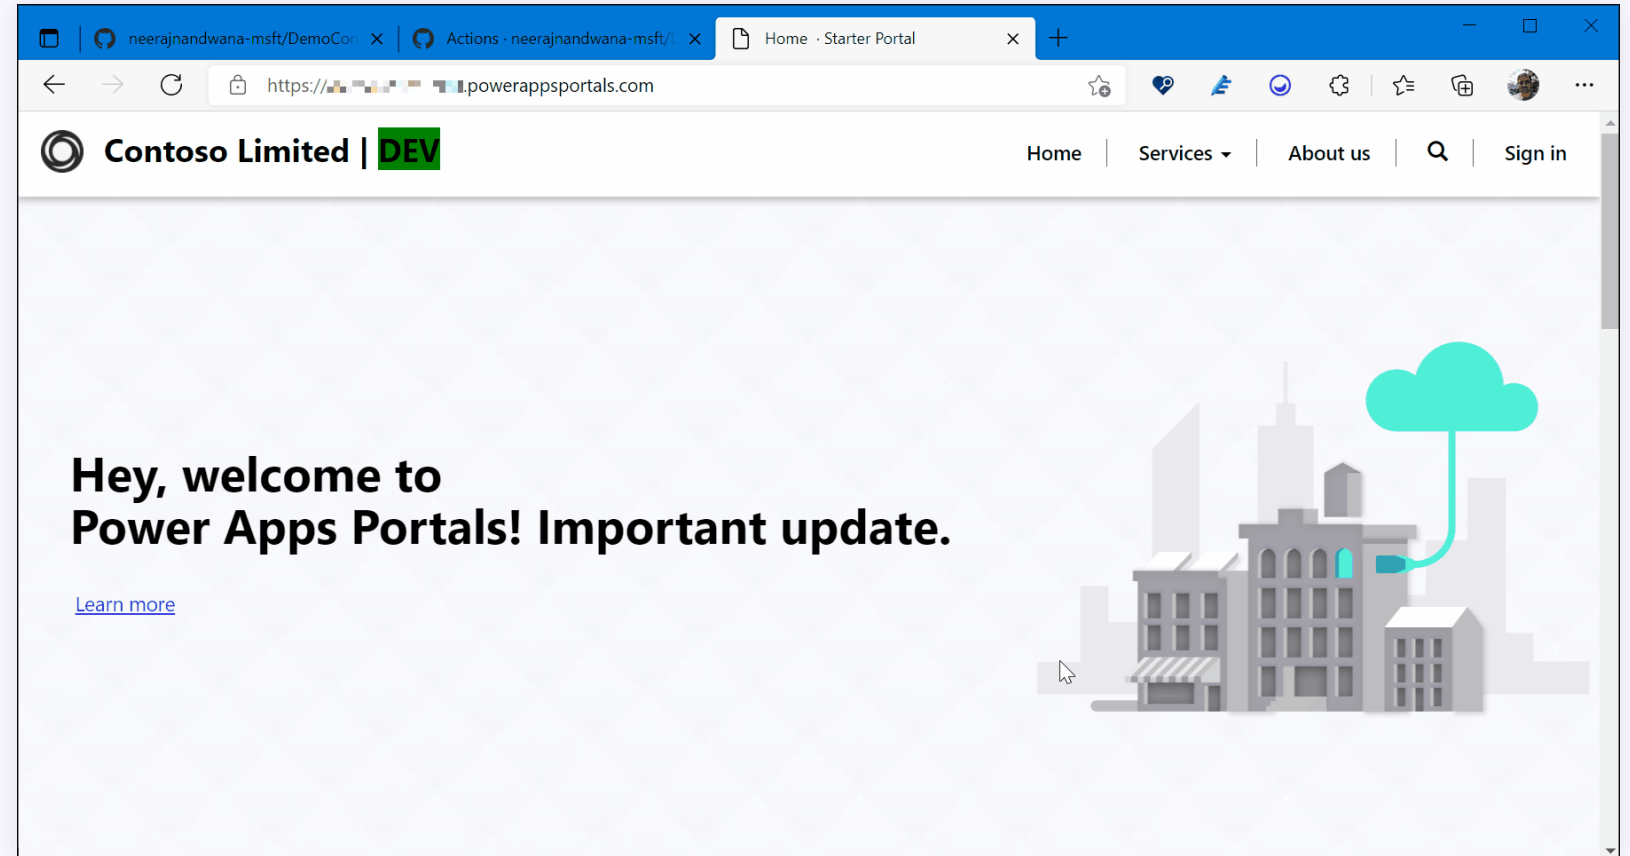 neerajnandwana-msft/DemoCon
Actions · neerajnandwana-msft/D
Home · Starter Portal
https://
.powerappsportals.com
Contoso Limited | DEV
Home
Services
About us
Sign in
Hey, welcome to
Power Apps Portals! Important update.
Learn more